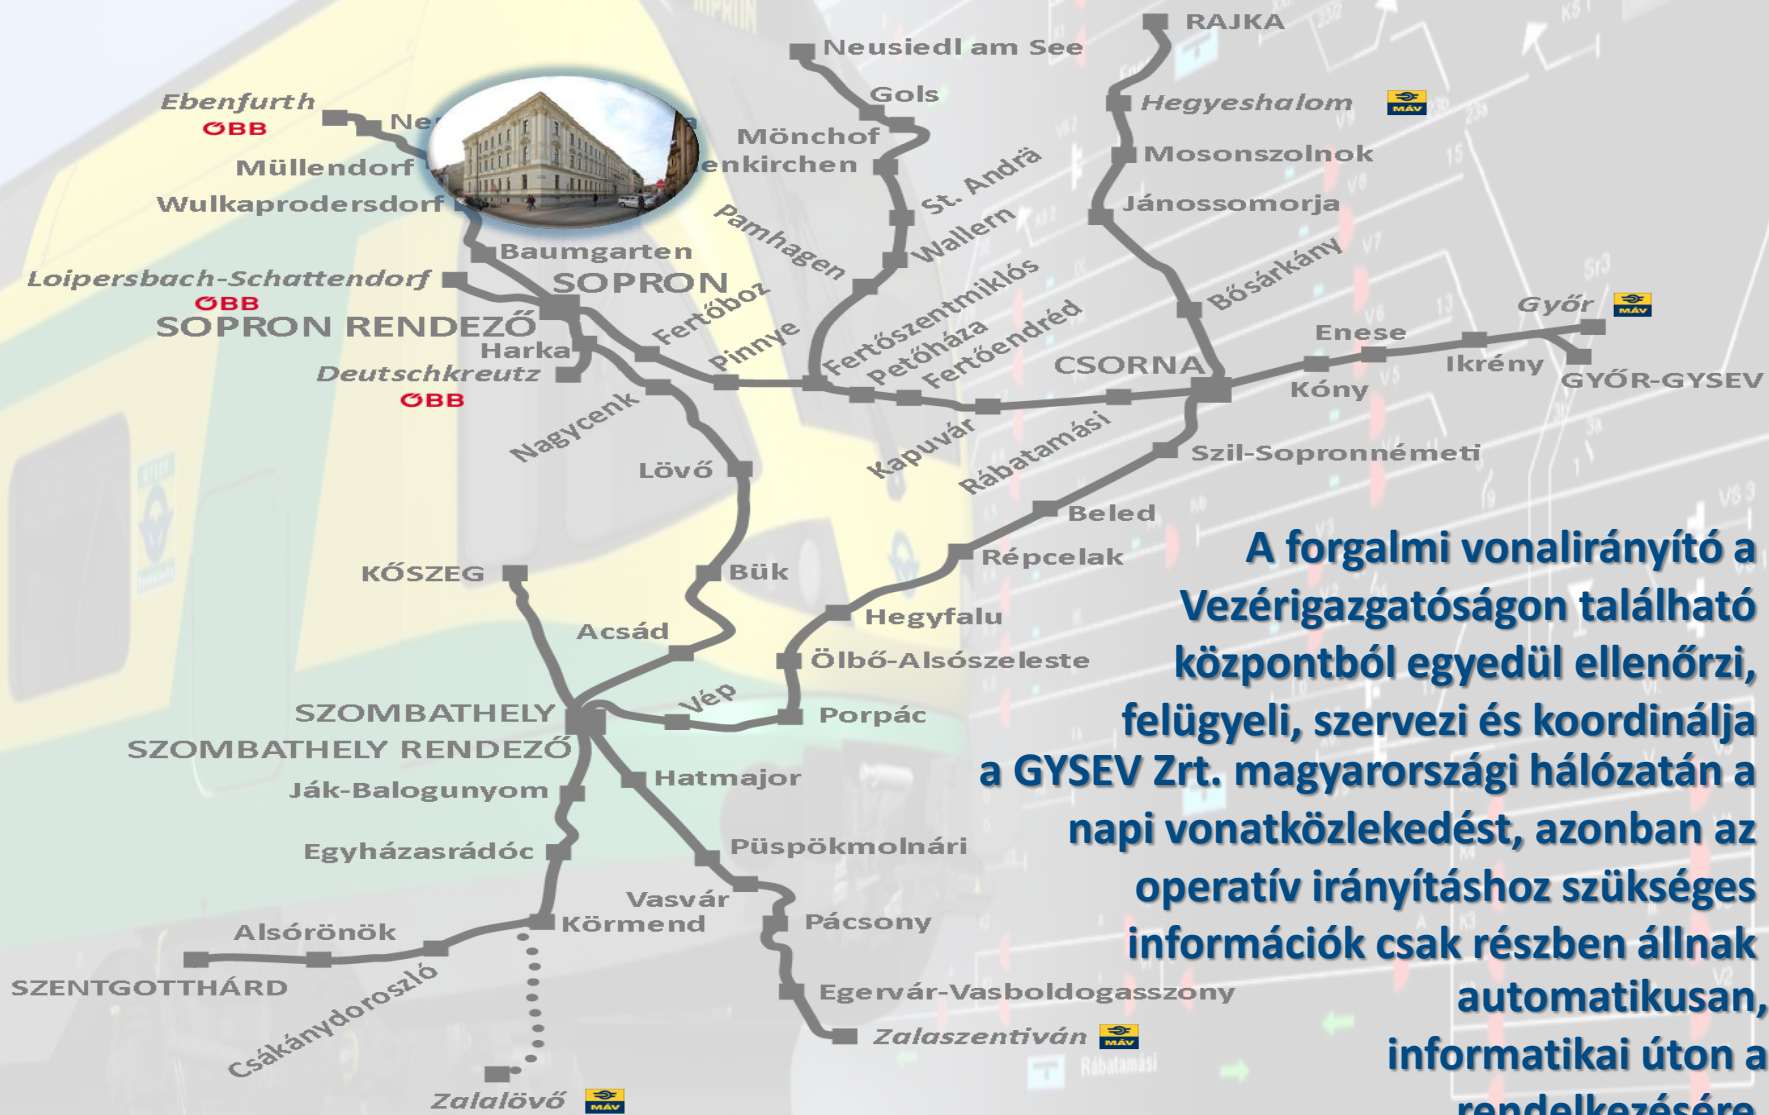 RAJKA
Neusiedl am See
Hegyeshalom
MÁV
Gols
Ebenfurth
ÖBB
Mönchof
Müllendorf
Mosonszolnok
St. Andrä
Wulkaprodersdorf
Jánossomorja
Pamhagen
Wallern
Baumgarten
Loipersbach-Schattendorf
ÖBB
SOPRON
SOPRON RENDEZŐ
Fertőboz
Fertőszentmiklós
Bősárkány
Győr
MÁV
Harka
Pinnye
Petőháza
Fertőendréd
Enese
Ikrény
Deutschkreutz
ÖBB
CSORNA
Kóny
GYŐR-GYSEV
Nagycenk
Kapuvár
Rábatamási
Szil-Sopronnémeti
Lövő
Beled
Répcelak
KŐSZEG
Bük
Hegyfalu
Acsád
Ölbő-Alsószeleste
Vép
Porpác
SZOMBATHELY
SZOMBATHELY RENDEZŐ
Ják-Balogunyom
Hatmajor
Egyházasrádóc
Püspökmolnári
Vasvár
Körmend
Pácsony
Alsórönök
SZENTGOTTHÁRD
Csákánydoroszló
Egervár-Vasboldogasszony
Zalaszentiván
MÁV
Zalalövő
MÁV
Rábatamási
A forgalmi vonalirányító a
Vezérigazgatóságon található
központból egyedül ellenőrzi,
felügyeli, szervezi és koordinálja
a GYSEV Zrt. magyarországi hálózatán a
napi vonatközlekedést, azonban az
operatív irányításhoz szükséges
információk csak részben állnak
automatikusan,
informatikai úton a
rendelkezésére.